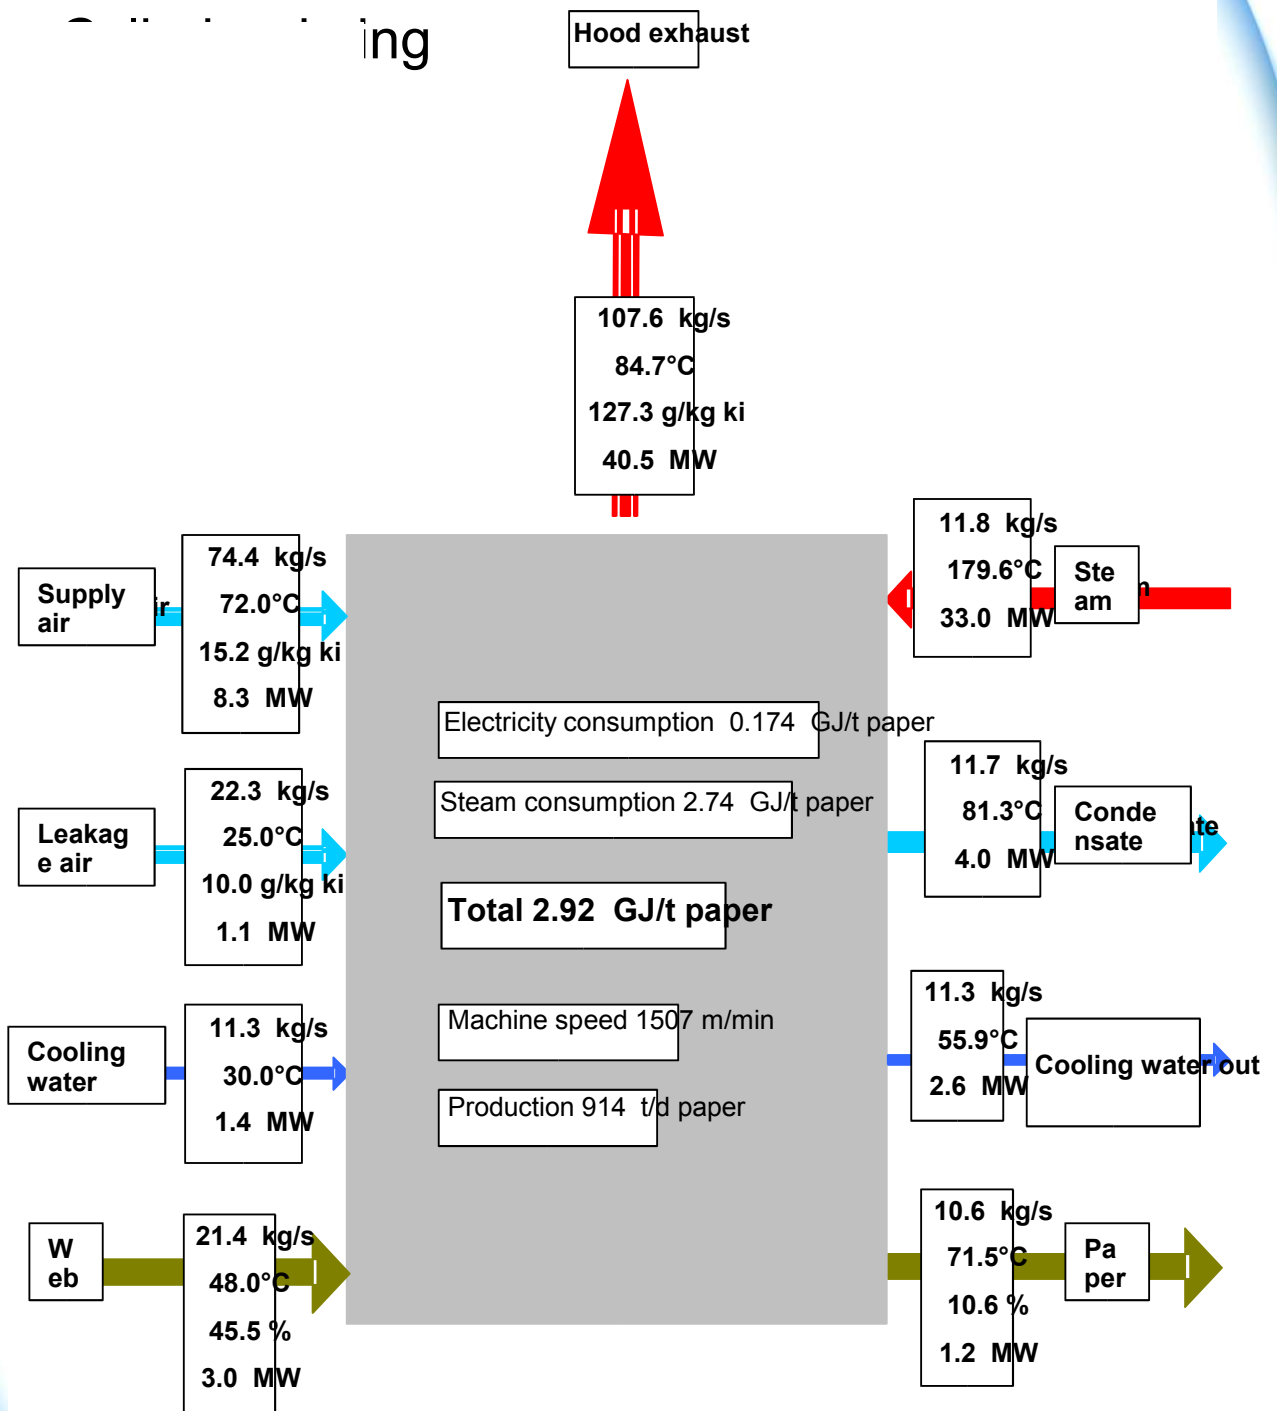 ing
Hood exhaust
107.6 kg/s
84.7°C
127.3 g/kg ki
40.5 MW
Supply
air
74.4 kg/s
72.0°C
15.2 g/kg ki
8.3 MW
Leakag
e air
22.3 kg/s
25.0°C
10.0 g/kg ki
1.1 MW
Cooling
water
11.3 kg/s
30.0°C
1.4 MW
W
eb
21.4 kg/s
48.0°C
45.5 %
3.0 MW
Electricity consumption 0.174 GJ/t paper
Steam consumption 2.74 GJ/t paper
Total 2.92 GJ/t paper
Machine speed 1507 m/min
Production 914 t/d paper
11.8 kg/s
179.6°C
33.0 MW
Ste
am
11.7 kg/s
81.3°C
4.0 MW
Conde
nsate
11.3 kg/s
55.9°C
2.6 MW
Cooling water out
10.6 kg/s
71.5°C
10.6 %
1.2 MW
Pa
per